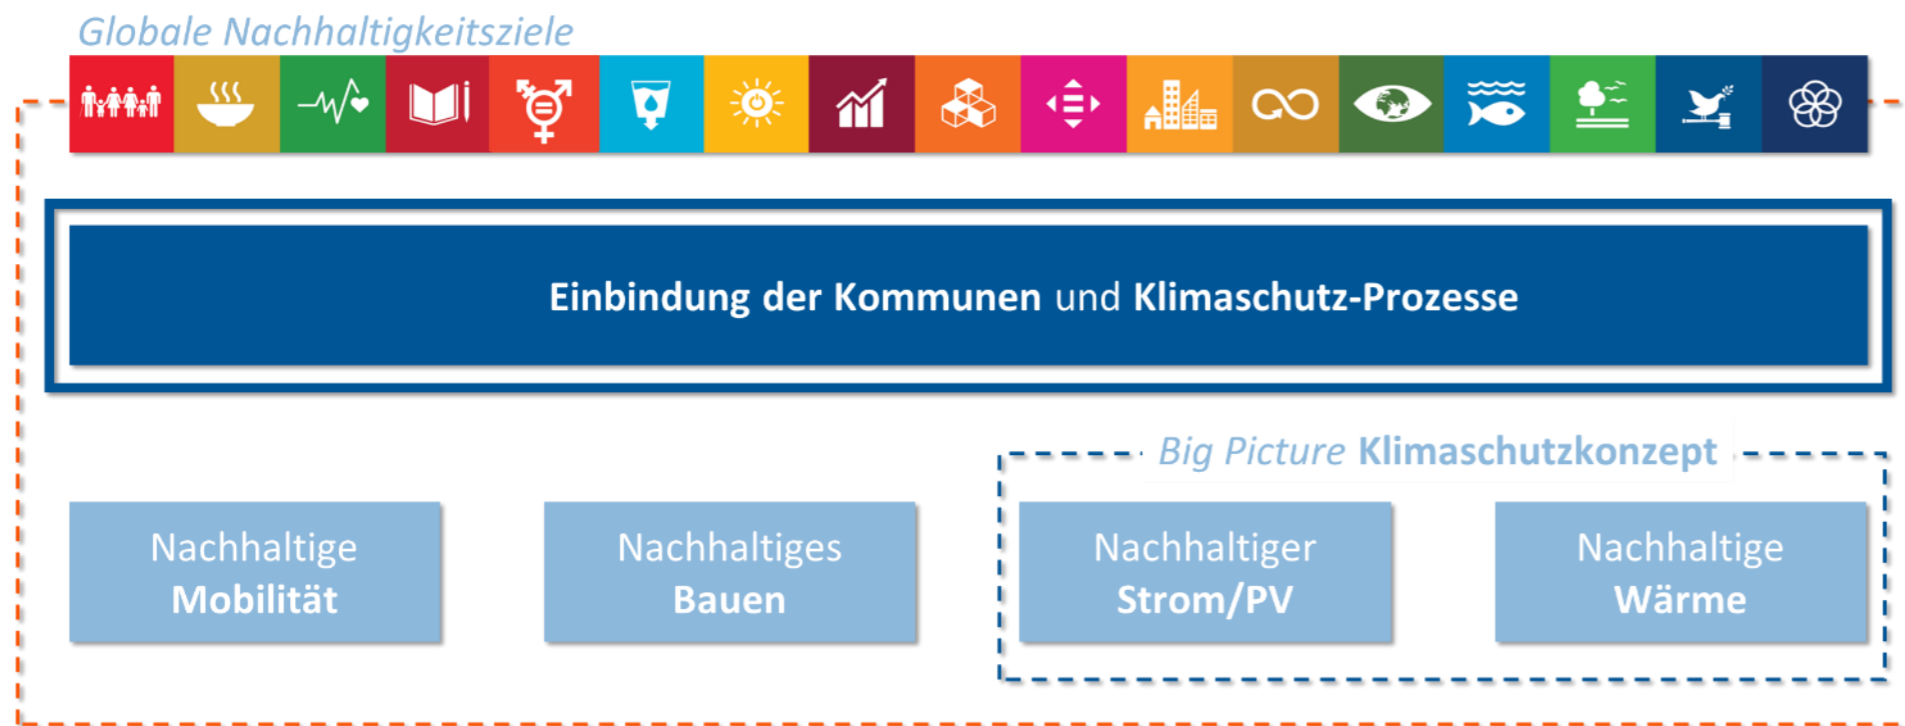 Globale Nachhaltigkeitsziele
Einbindung der Kommunen und Klimaschutz-Prozesse
Big Picture Klimaschutzkonzept
Nachhaltige
Mobilität
Nachhaltiges
Bauen
Nachhaltiger
Strom/PV
Nachhaltige
Wärme